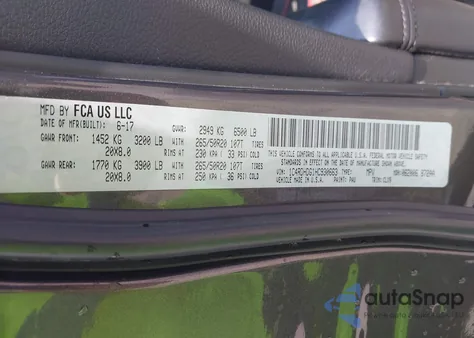 MFD BY FCA US LLC
DATE OF MFR(BUILT): 6-17 GVWR: 2949 KG 6500 LB
GAWR FRONT: 1452 KG 3200 LB WITH 265/50R20 107T TIRES
20X8.0 RIMS AT 230 KPA / 33 PSI COLD
GAWR REAR: 1770 KG 3900 LB WITH 265/50R20 107T TIRES
20X8.0 RIMS AT 250 KPA / 36 PSI COLD
THIS VEHICLE CONFORMS TO ALL APPLICABLE U.S.A. FEDERAL MOTOR VEHICLE SAFETY
STANDARDS IN EFFECT ON THE DATE OF MANUFACTURE SHOWN ABOVE.
VIN: TYPE: MPV
VEHICLE MADE IN U.S.A. PAINT: PAU
autoSnap